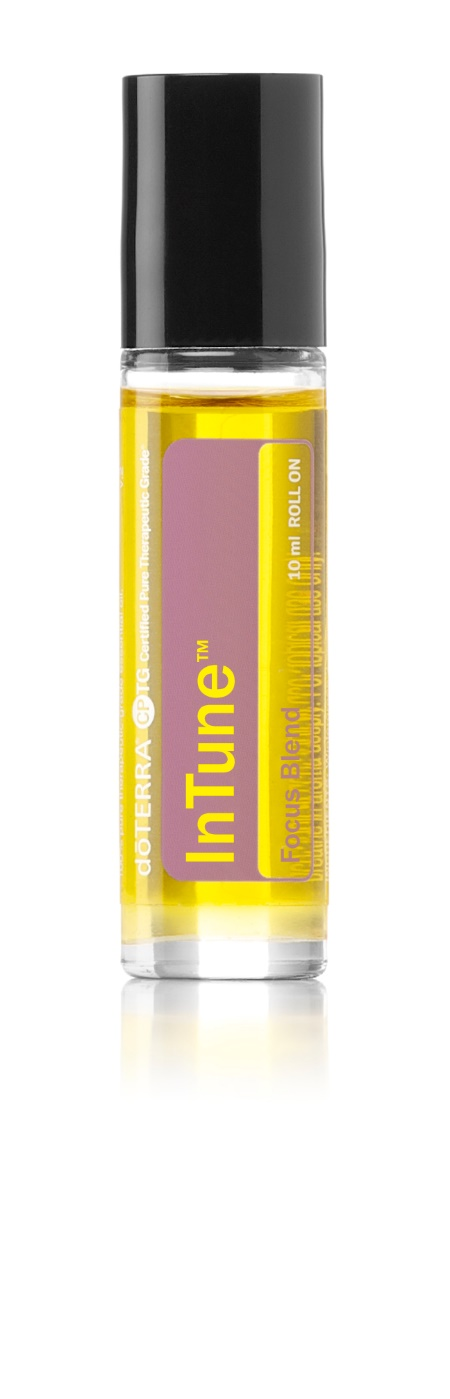 dōTERRA CPTG Certified Pure Therapeutic Grade®
InTune™
Focus Blend
10 ml ROLL ON